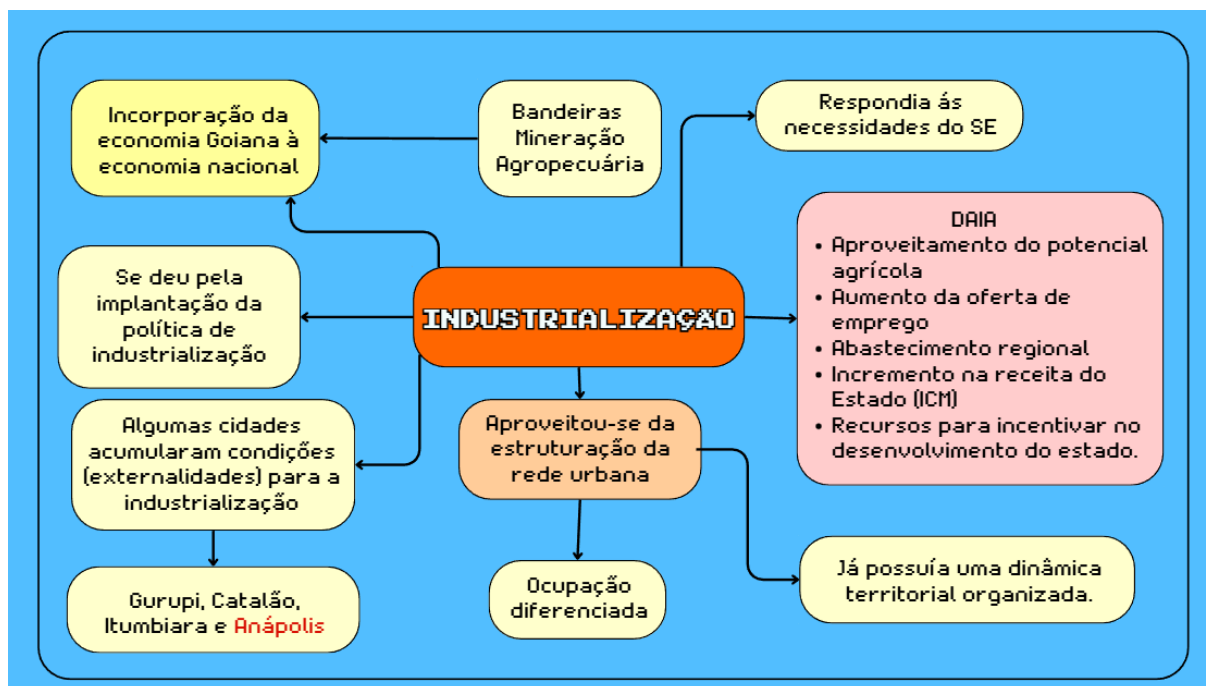 Incorporação da
economia Goiana à
economia nacional
Bandeiras
Mineração
Agropecuária
Respondia ás
necessidades do SE
Se deu pela
implantação da
política de
industrialização
INDUSTRIALIZAÇÃO
DAIA
• Aproveitamento do potencial
agrícola
• Aumento da oferta de
emprego
• Abastecimento regional
• Incremento na receita do
Estado (ICM)
• Recursos para incentivar no
desenvolvimento do estado.
Algumas cidades
acumularam condições
(externalidades) para a
industrialização
Aproveitou-se da
estruturação da
rede urbana
Gurupi, Catalão,
Itumbiara e Anápolis
Ocupação
diferenciada
Já possuía uma dinâmica
territorial organizada.